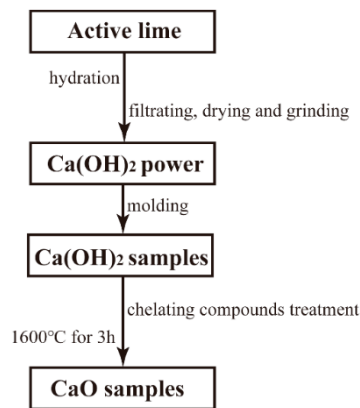 Active lime
hydration
filtrating, drying and grinding
Ca(OH)₂ power
molding
Ca(OH)₂ samples
chelating compounds treatment
1600°C for 3h
CaO samples